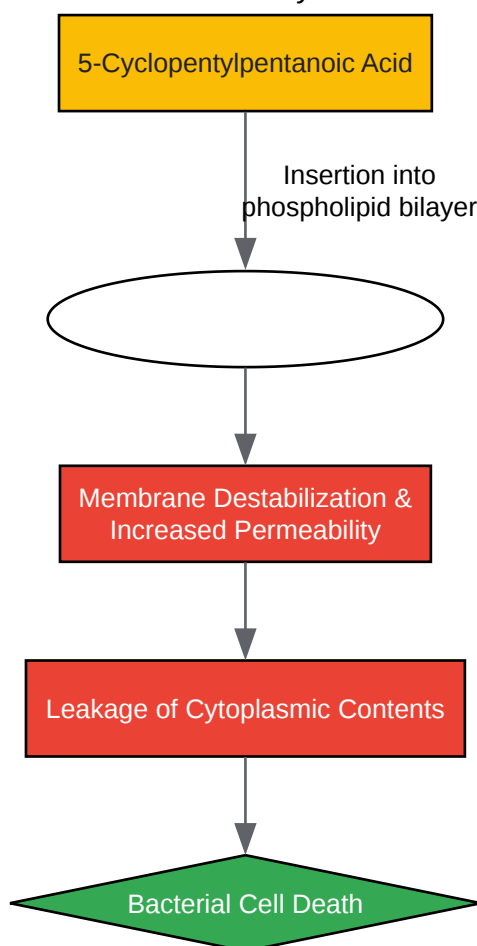 5-Cyclopentylpentanoic Acid
Insertion into
phospholipid bilayer
Membrane Destabilization &
Increased Permeability
Leakage of Cytoplasmic Contents
Bacterial Cell Death